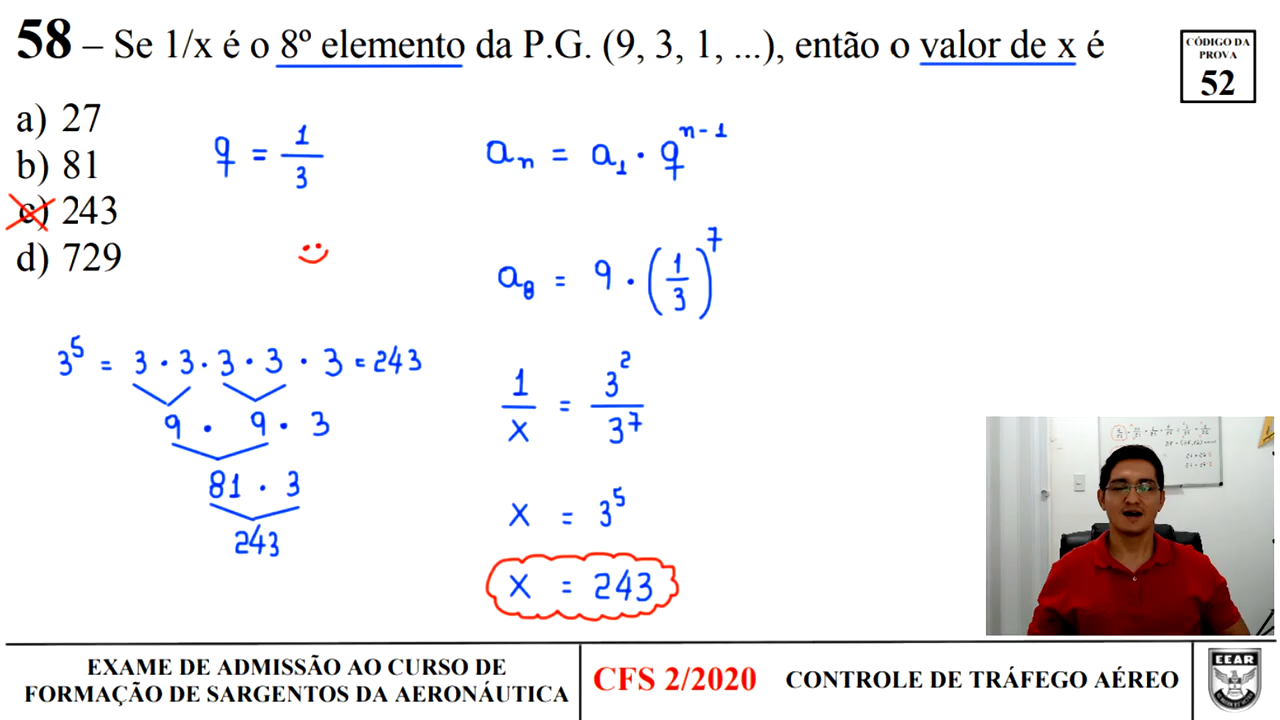 58 – Se 1/x é o 8º elemento da P.G. (9, 3, 1, ...), então o valor de x é
CÓDIGO DA
PROVA
52
a) 27
b) 81
c) 243
d) 729
q = 1/3
aₙ = a₁ · qⁿ⁻¹
a₈ = 9 · (1/3)⁷
3⁵ = 3 · 3 · 3 · 3 · 3 = 243
9 · 9 · 3
81 · 3
243
1/x = 3²/3⁷
x = 3⁵
x = 243
EXAME DE ADMISSÃO AO CURSO DE
FORMAÇÃO DE SARGENTOS DA AERONÁUTICA
CFS 2/2020
CONTROLE DE TRÁFEGO AÉREO
EEAR